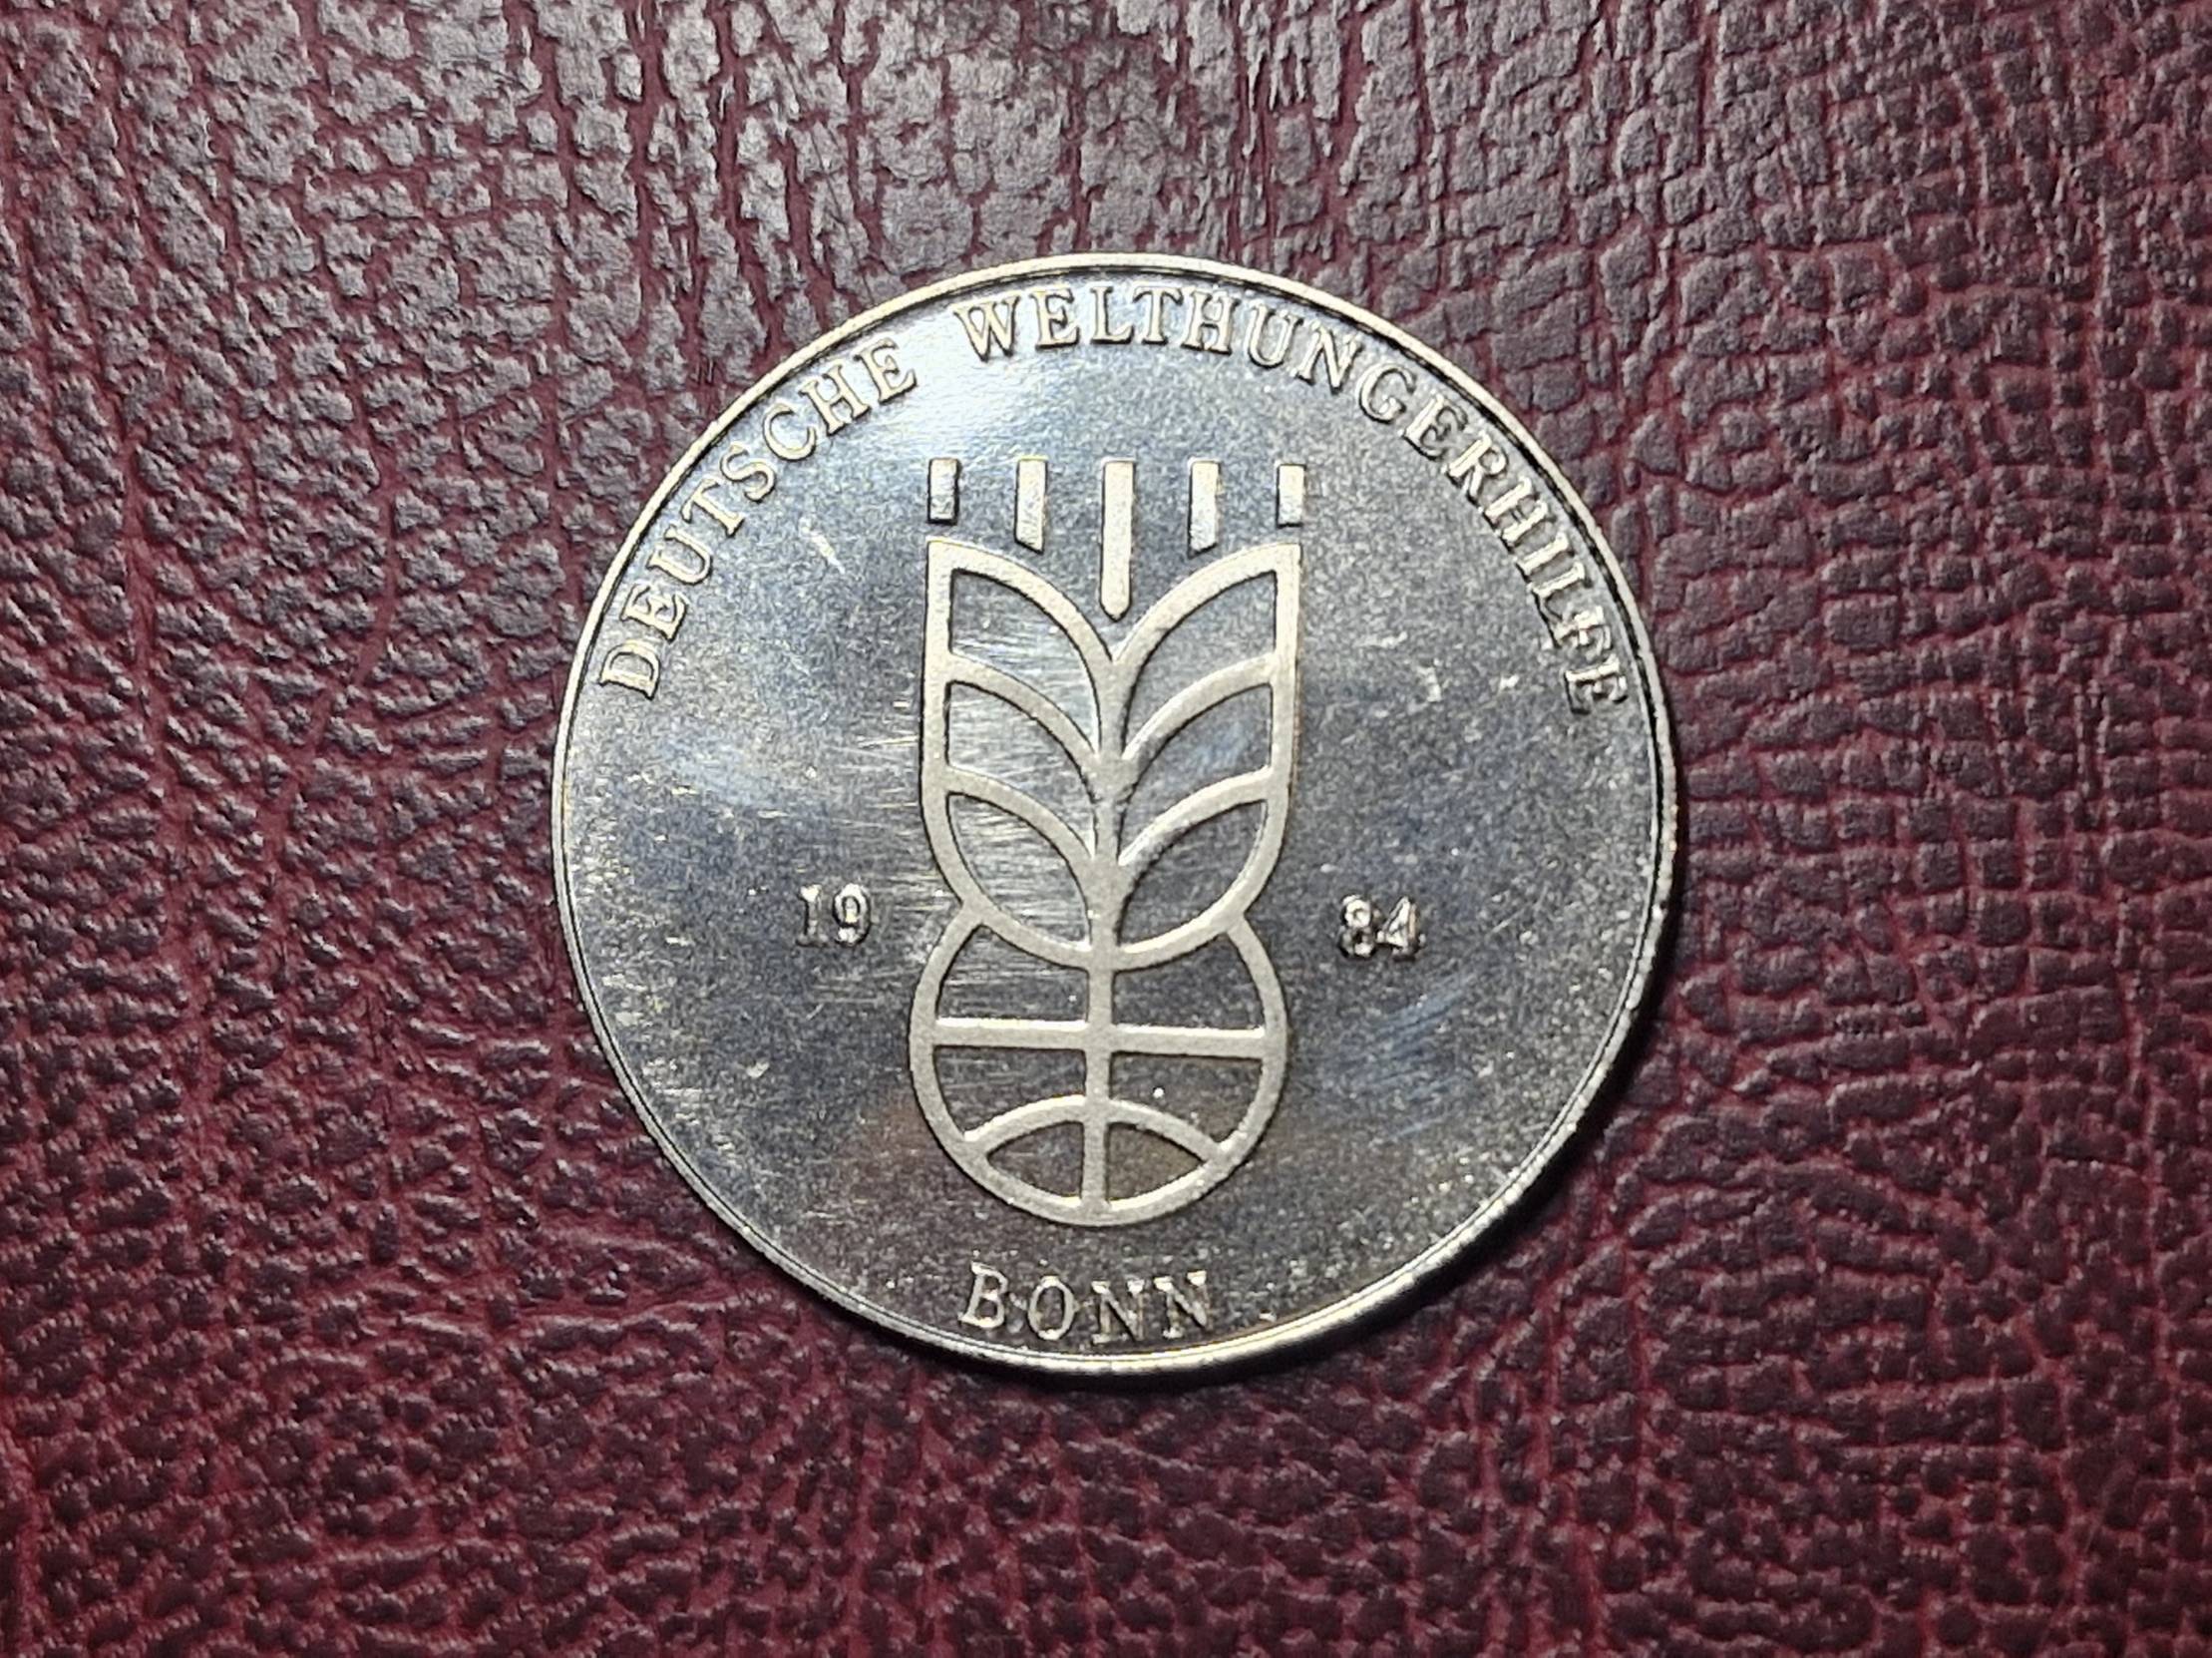 DEUTSCHE WELTHUNGERHILFE
19 84
BONN